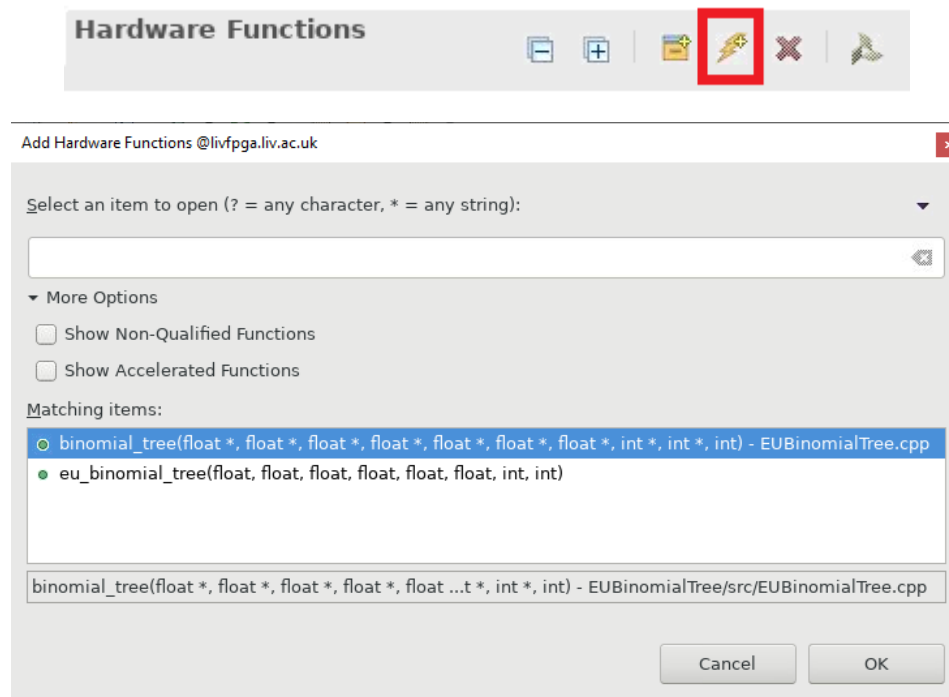 Hardware Functions
Add Hardware Functions @livfpga.liv.ac.uk
Select an item to open (? = any character, * = any string):
More Options
Show Non-Qualified Functions
Show Accelerated Functions
Matching items:
binomial_tree(float *, float *, float *, float *, float *, float *, float *, int *, int *, int) - EUBinomialTree.cpp
eu_binomial_tree(float, float, float, float, float, float, int, int)
binomial_tree(float *, float *, float *, float *, float ...t *, int *, int) - EUBinomialTree/src/EUBinomialTree.cpp
Cancel
OK